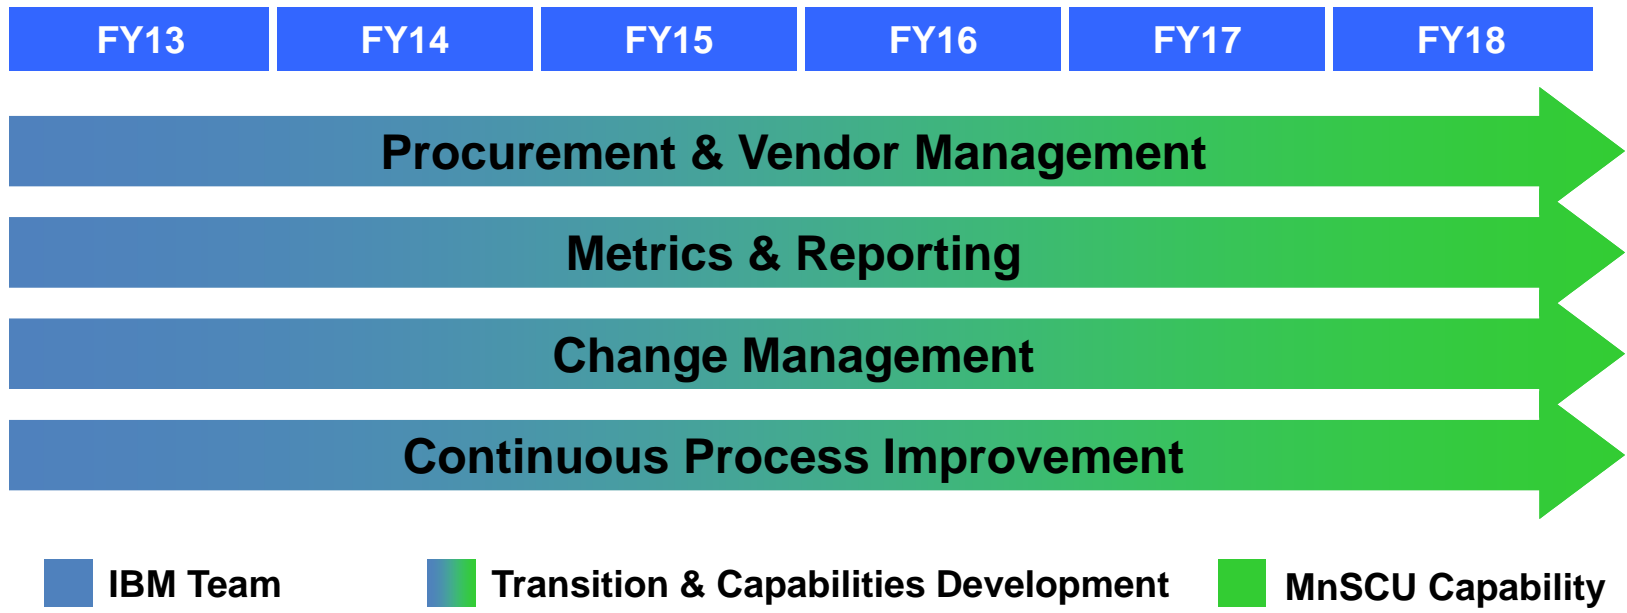 FY13 FY14 FY15 FY16 FY17 FY18
Procurement & Vendor Management
Metrics & Reporting
Change Management
Continuous Process Improvement
IBM Team Transition & Capabilities Development MnSCU Capability